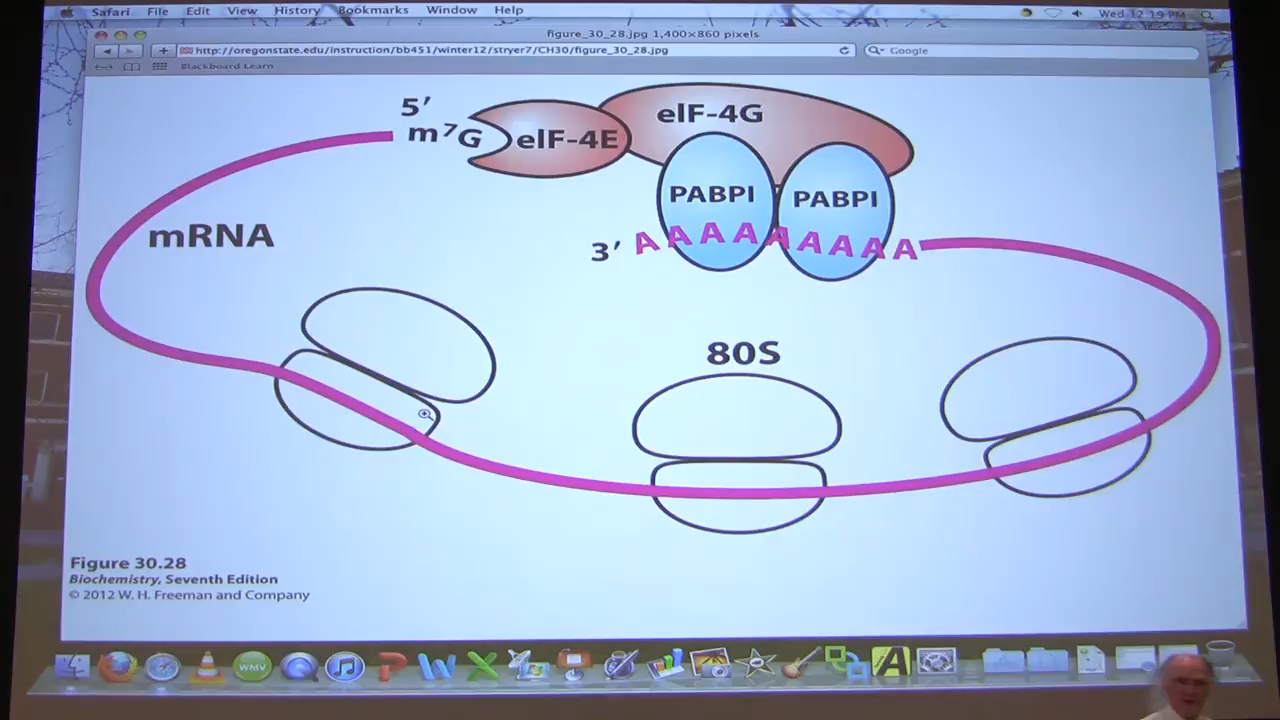 Safari File Edit View History Bookmarks Window Help Wed 12:19 PM
figure_30_28.jpg 1,400×860 pixels
http://oregonstate.edu/instruction/bb451/winter12/stryer7/CH30/figure_30_28.jpg Google
Blackboard Learn
5′
m⁷G eIF-4E eIF-4G
PABPI PABPI
mRNA
3′ AAAAAAAAA
80S
Figure 30.28
Biochemistry, Seventh Edition
© 2012 W. H. Freeman and Company
WMV